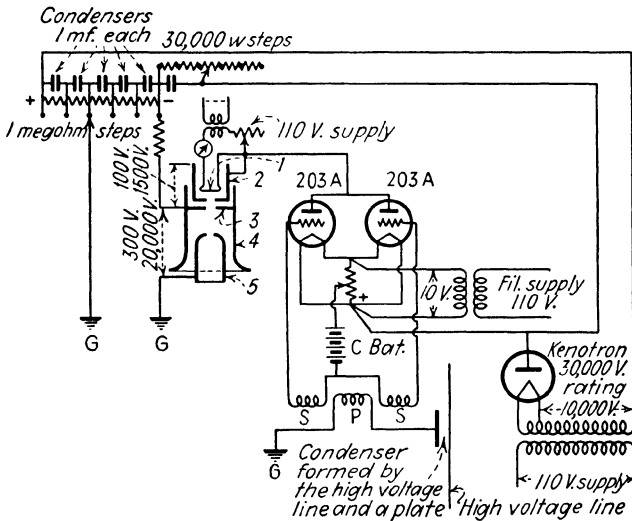 Condensers
1 mf. each
30,000 w steps
+
-
1 megohm steps
110 V. supply
1
100 V.
1500 V.
2
3
300 V.
20,000 V.
4
5
203 A
203 A
10 V.
Fil. supply
110 V.
+
C Bat.
G
G
Kenotron
30,000 V.
rating
10,000 V.
S
P
S
G
Condenser
formed by
the high voltage
line and a plate
High voltage line
110 V. supply